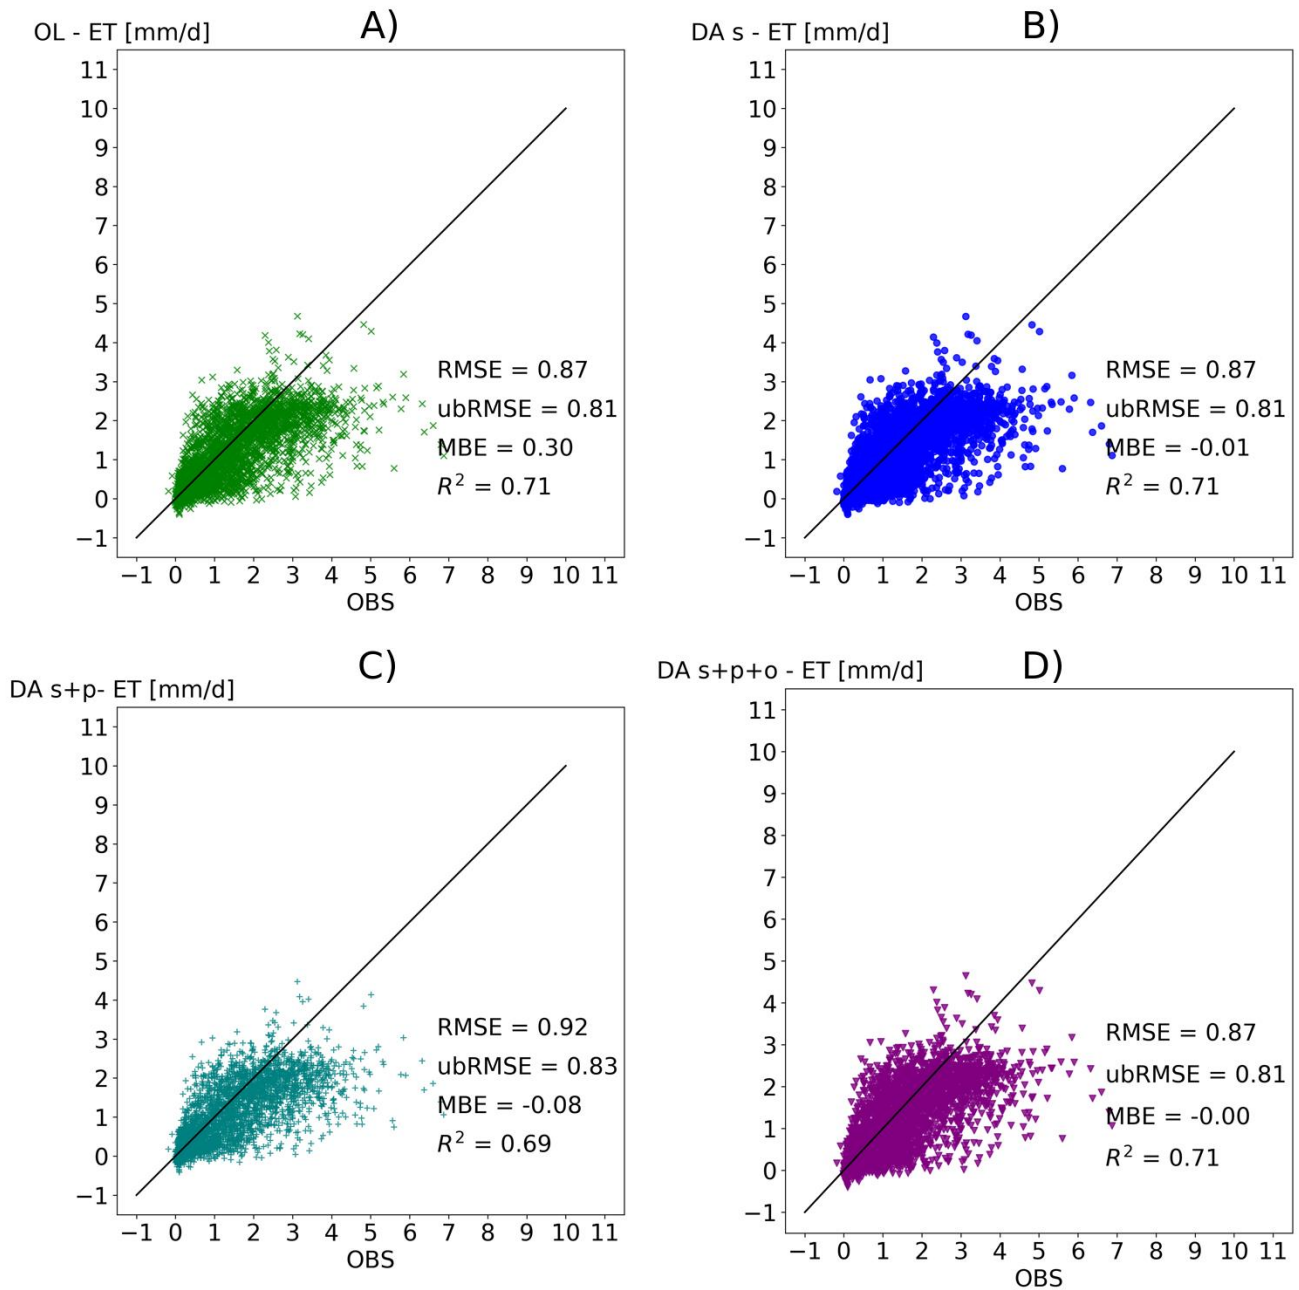 A)
OL - ET [mm/d]
11
10
9
8
7
6
5
4
3
2
1
0
−1
RMSE = 0.87
ubRMSE = 0.81
MBE = 0.30
R² = 0.71
−1 0 1 2 3 4 5 6 7 8 9 10 11
OBS
B)
DA s - ET [mm/d]
11
10
9
8
7
6
5
4
3
2
1
0
−1
RMSE = 0.87
ubRMSE = 0.81
MBE = -0.01
R² = 0.71
−1 0 1 2 3 4 5 6 7 8 9 10 11
OBS
C)
DA s+p- ET [mm/d]
11
10
9
8
7
6
5
4
3
2
1
0
−1
RMSE = 0.92
ubRMSE = 0.83
MBE = -0.08
R² = 0.69
−1 0 1 2 3 4 5 6 7 8 9 10 11
OBS
D)
DA s+p+o - ET [mm/d]
11
10
9
8
7
6
5
4
3
2
1
0
−1
RMSE = 0.87
ubRMSE = 0.81
MBE = -0.00
R² = 0.71
−1 0 1 2 3 4 5 6 7 8 9 10 11
OBS